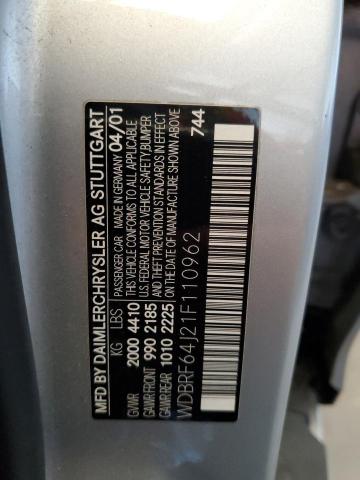 MFD BY DAIMLERCHRYSLER AG STUTTGART
PASSENGER CAR MADE IN GERMANY 04/01
KG LBS THIS VEHICLE CONFORMS TO ALL APPLICABLE
GVWR 2000 4410 U.S. FEDERAL MOTOR VEHICLE SAFETY, BUMPER
GAWR FRONT 990 2185 AND THEFT PREVENTION STANDARDS IN EFFECT
GAWR REAR 1010 2225 ON THE DATE OF MANUFACTURE SHOWN ABOVE
744
WDBRF64J21F110962